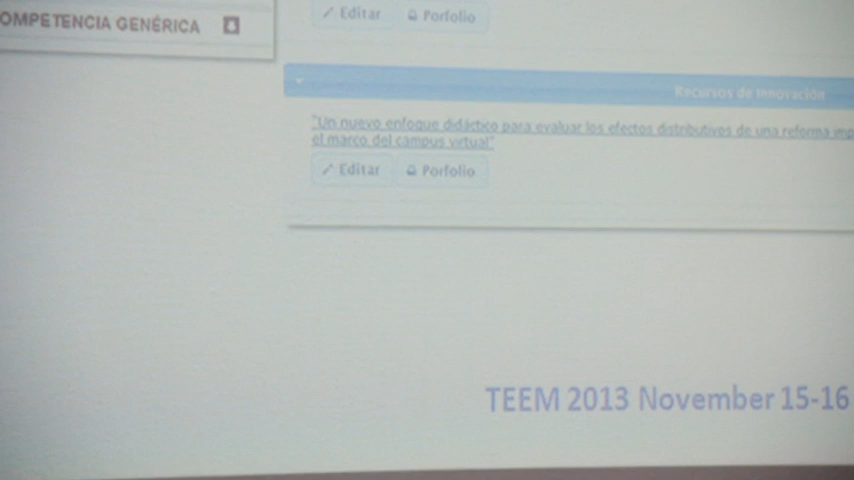 OMPETENCIA GENÉRICA
Editar Porfolio
Recursos de Innovación
"Un nuevo enfoque didáctico para evaluar los efectos distributivos de una reforma imp
el marco del campus virtual"
Editar Porfolio
TEEM 2013 November 15-16